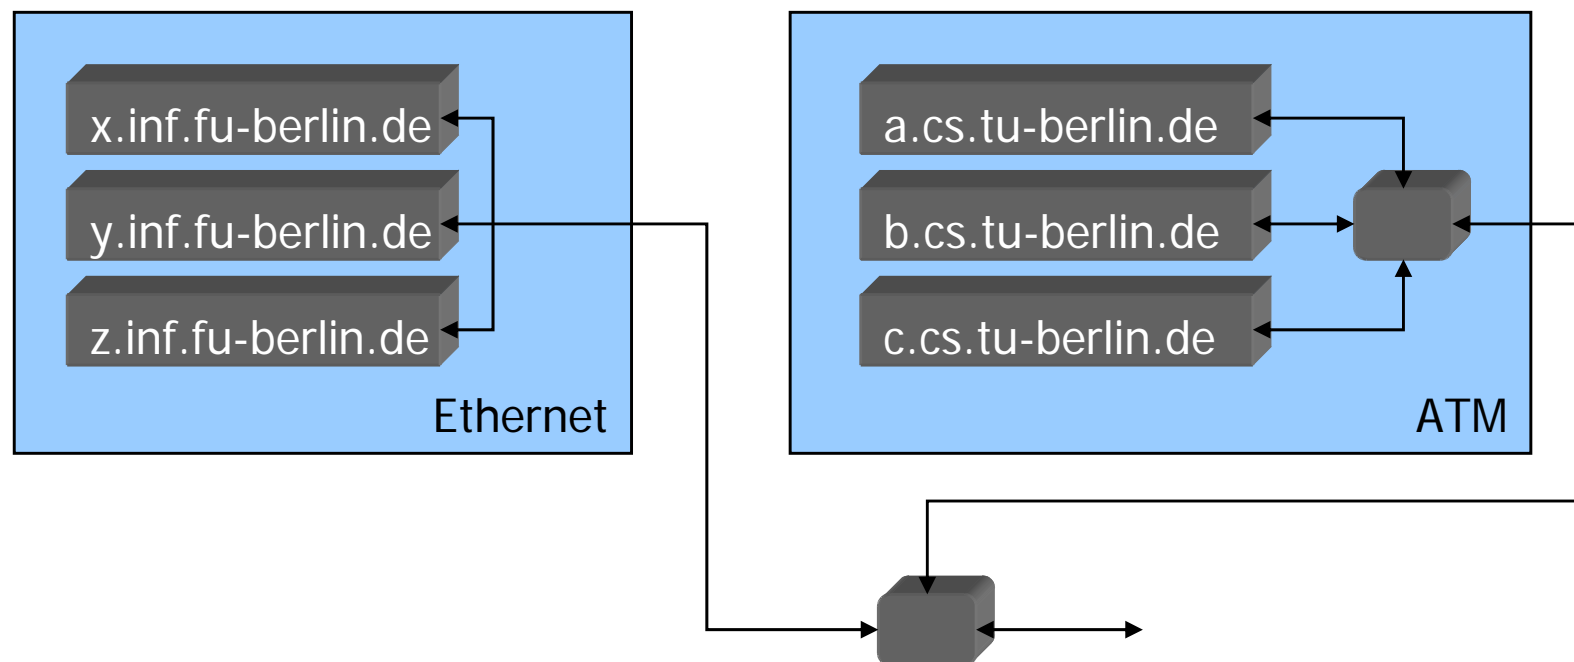 x.inf.fu-berlin.de
y.inf.fu-berlin.de
z.inf.fu-berlin.de
Ethernet
a.cs.tu-berlin.de
b.cs.tu-berlin.de
c.cs.tu-berlin.de
ATM